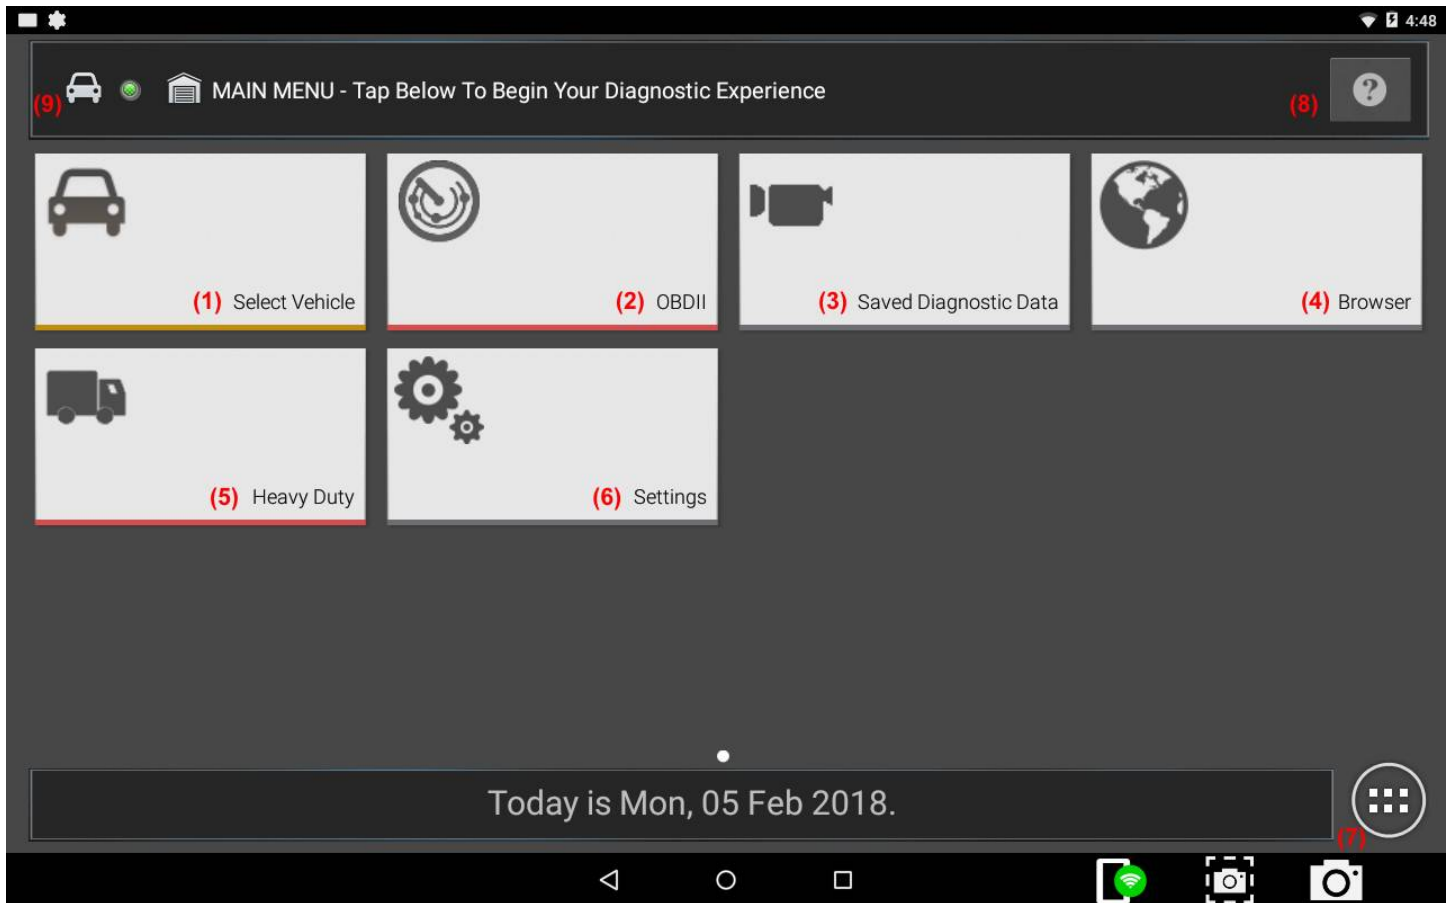 4:48
(9) MAIN MENU - Tap Below To Begin Your Diagnostic Experience (8) ?
(1) Select Vehicle
(2) OBDII
(3) Saved Diagnostic Data
(4) Browser
(5) Heavy Duty
(6) Settings
Today is Mon, 05 Feb 2018.
(7)